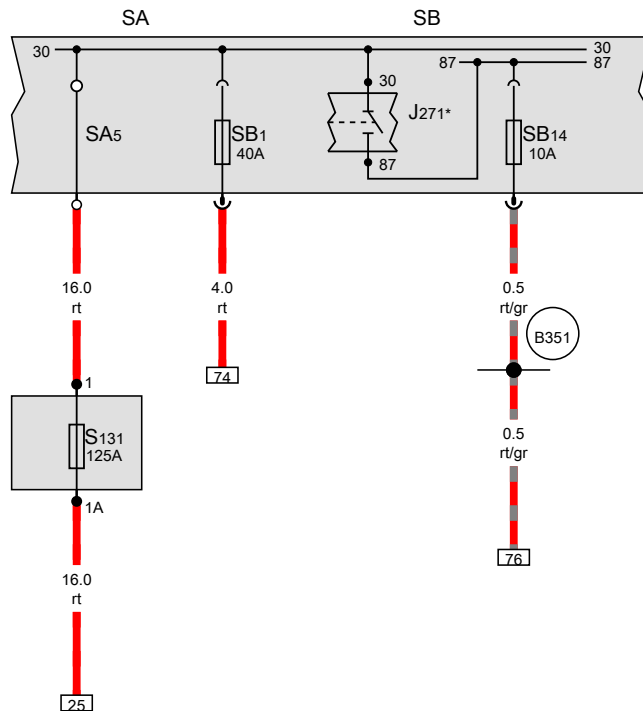 SA SB
30 30
87 87
30
J271*
SA5 SB1 SB14
40A 10A
87
16.0 4.0 0.5
rt rt rt/gr
B351
74
1
S131
125A
0.5
rt/gr
1A
76
16.0
rt
25